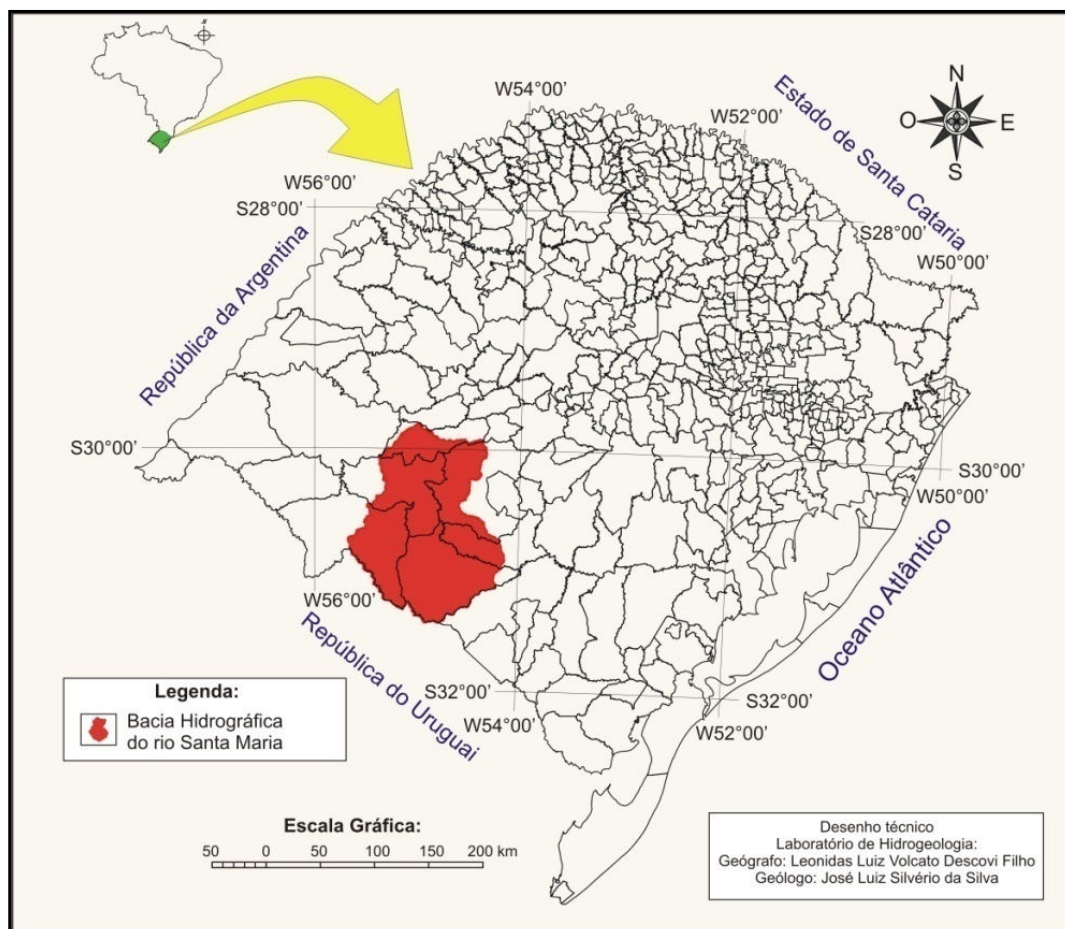 N
O
E
S
W54°00'
W52°00'
Estado de Santa Cataria
W56°00'
S28°00'
S28°00'
W50°00'
República da Argentina
S30°00'
S30°00'
W50°00'
Oceano Atlântico
W56°00'
República do Uruguai
S32°00'
S32°00'
W54°00'
W52°00'
Legenda:
Bacia Hidrográfica
do rio Santa Maria
Escala Gráfica:
50 0 50 100 150 200 km
Desenho técnico
Laboratório de Hidrogeologia:
Geógrafo: Leonidas Luiz Volcato Descovi Filho
Geólogo: José Luiz Silvério da Silva